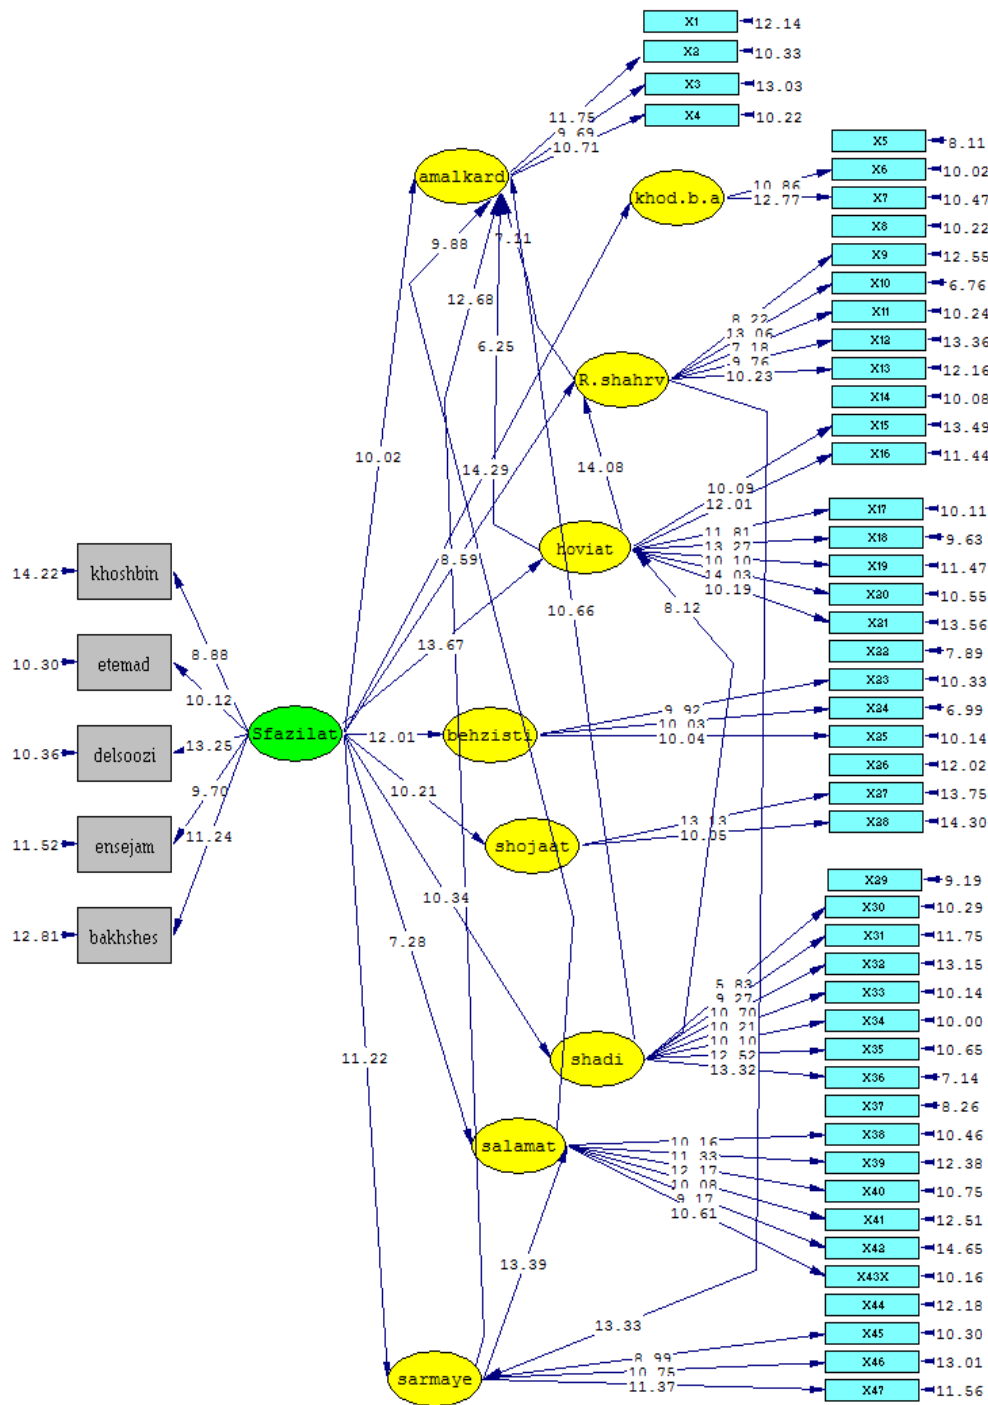 X1 12.14
X2 10.33
X3 13.03
X4 10.22
11.75
9.69
10.71
amalkard
khod.b.a
10.86
12.77
X5 8.11
X6 10.02
X7 10.47
X8 10.22
X9 12.55
X10 6.76
X11 10.24
X12 13.36
X13 12.16
X14 10.08
X15 13.49
X16 11.44
9.88
7.11
12.68
6.25
8.22
13.06
7.18
9.76
10.23
R.shahrv
10.02
14.29
14.08
10.09
12.01
X17 10.11
X18 9.63
X19 11.47
X20 10.55
X21 13.56
X22 7.89
X23 10.33
X24 6.99
X25 10.14
X26 12.02
X27 13.75
X28 14.30
hoviat
11.81
13.27
10.10
14.03
10.19
8.59
10.66
8.12
13.67
14.22 khoshbin
10.30 etemad
10.36 delsoozi
11.52 ensejam
12.81 bakhshes
8.88
10.12
13.25
9.70
11.24
Sfazilat
12.01
behzisti
9.92
10.03
10.04
10.21
shojaat
13.13
10.05
10.34
7.28
11.22
X29 9.19
X30 10.29
X31 11.75
X32 13.15
X33 10.14
X34 10.00
X35 10.65
X36 7.14
X37 8.26
X38 10.46
X39 12.38
X40 10.75
X41 12.51
X42 14.65
X43X 10.16
X44 12.18
X45 10.30
X46 13.01
X47 11.56
shadi
5.83
9.27
10.70
10.21
10.10
12.52
13.32
salamat
10.16
11.33
12.17
10.08
9.17
10.61
13.39
13.33
sarmaye
8.99
10.75
11.37